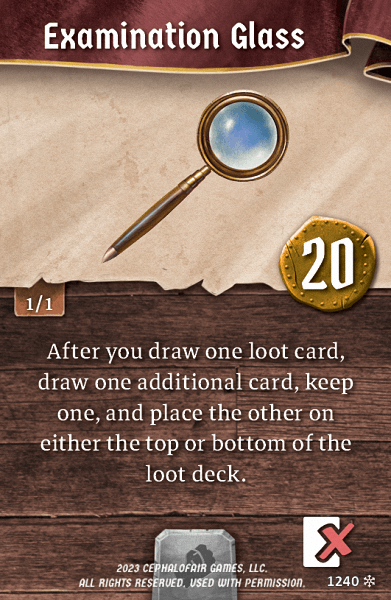 Examination Glass
20
1/1
After you draw one loot card,
draw one additional card, keep
one, and place the other on
either the top or bottom of the
loot deck.
2023 CEPHALOFAIR GAMES, LLC.
ALL RIGHTS RESERVED. USED WITH PERMISSION.
1240